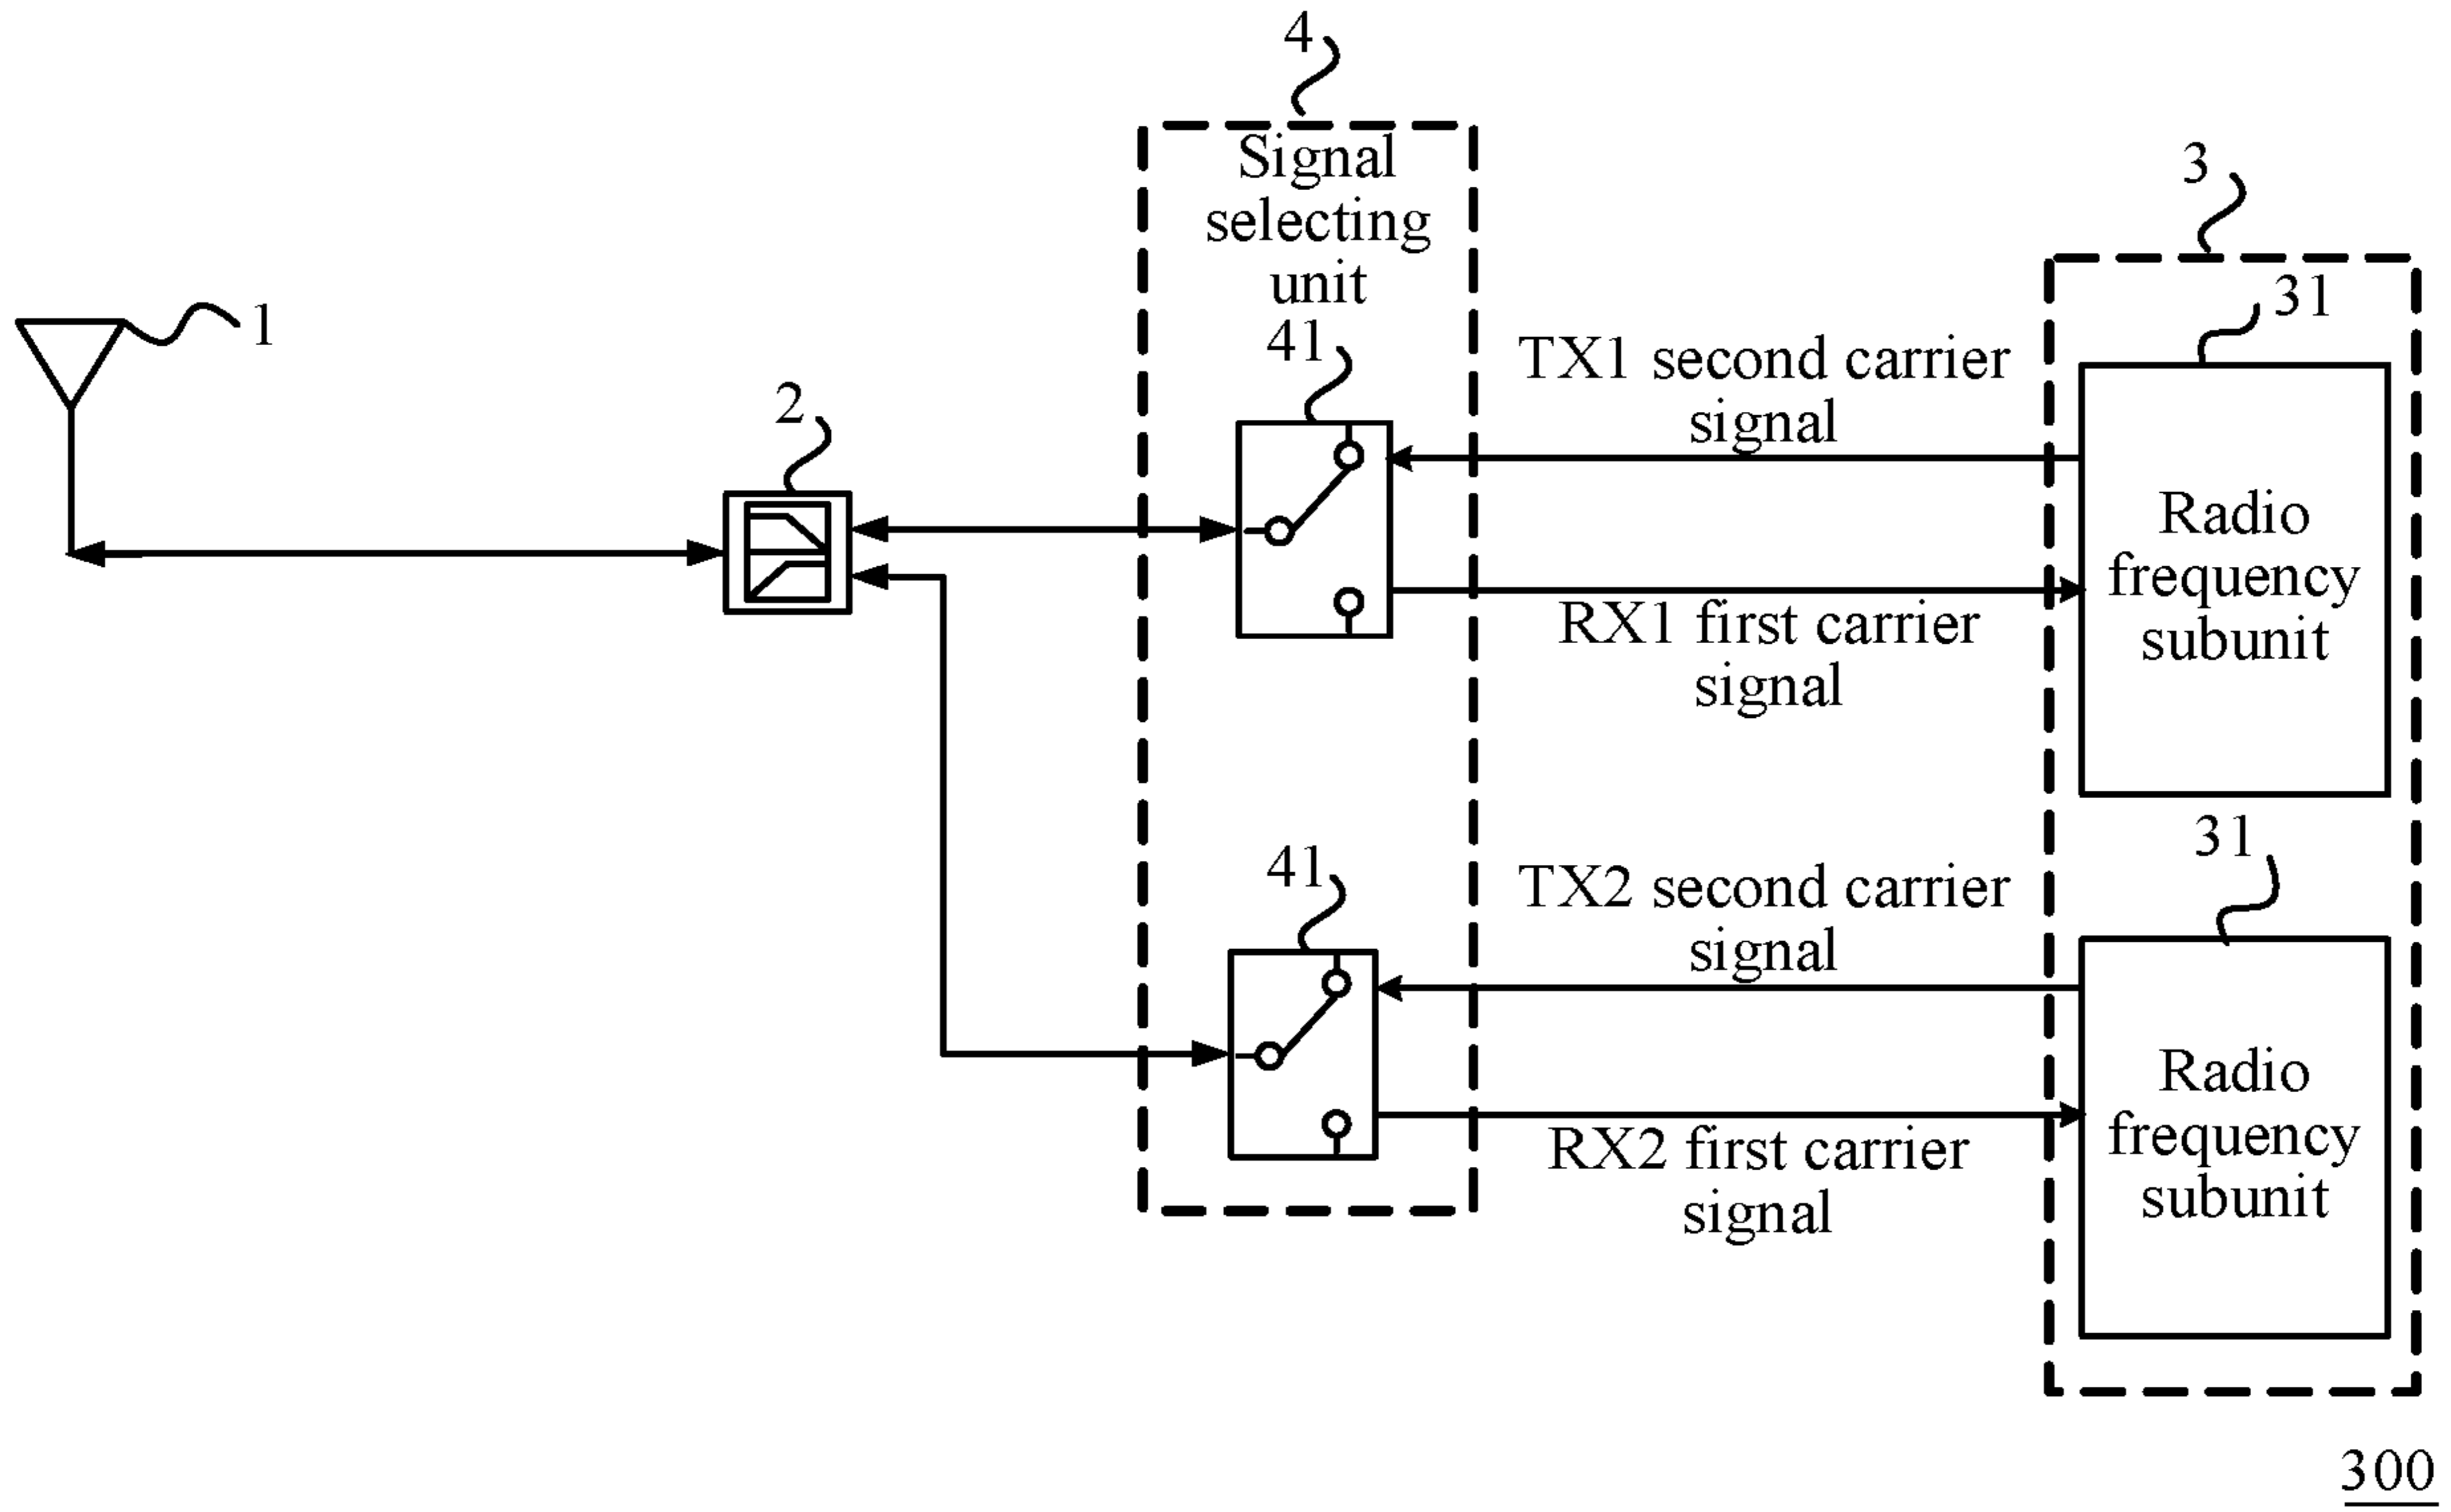 4
Signal
selecting
unit
3
31
1
41
TX1 second carrier
signal
2
Radio
frequency
subunit
RX1 first carrier
signal
31
41
TX2 second carrier
signal
Radio
frequency
subunit
RX2 first carrier
signal
300